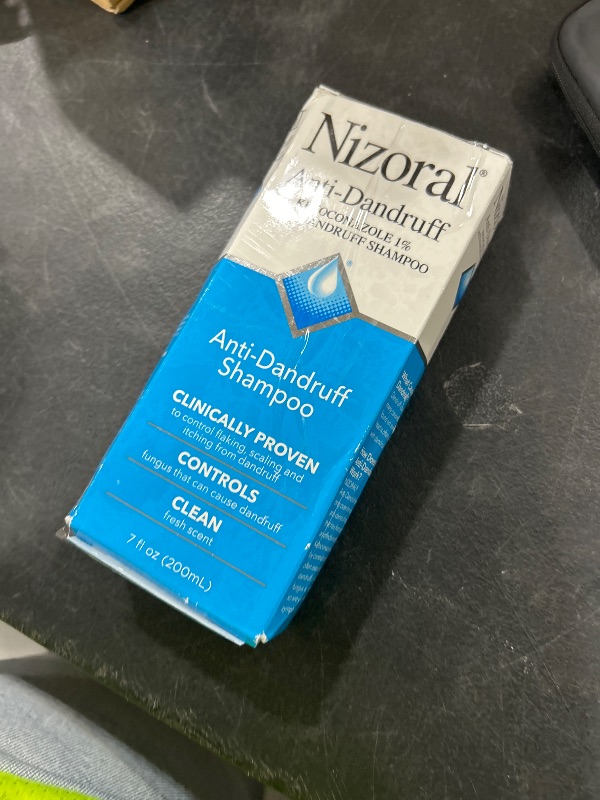 Nizoral®
Anti-Dandruff
KETOCONAZOLE 1%
DANDRUFF SHAMPOO
Anti-Dandruff
Shampoo
CLINICALLY PROVEN
to control flaking, scaling and
itching from dandruff
CONTROLS
fungus that can cause dandruff
CLEAN
fresh scent
7 fl oz (200mL)